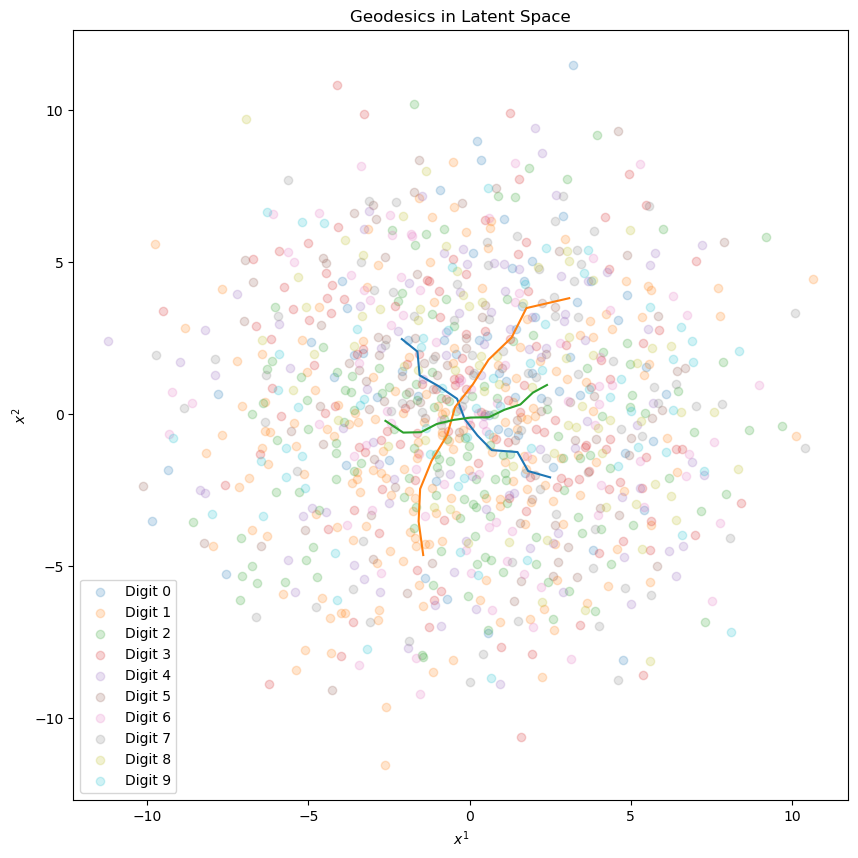 Geodesics in Latent Space
x²
10
5
0
−5
−10
Digit 0
Digit 1
Digit 2
Digit 3
Digit 4
Digit 5
Digit 6
Digit 7
Digit 8
Digit 9
−10 −5 0 5 10
x¹